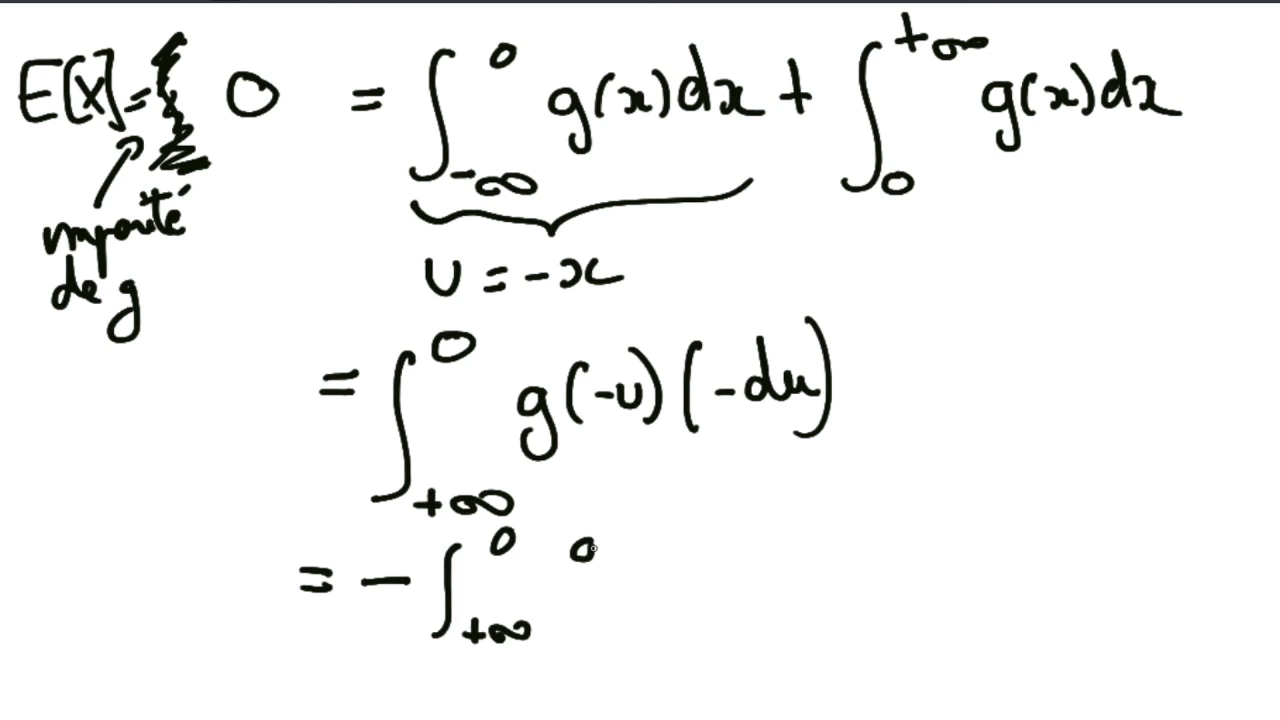 E[X] = 0 = ∫_{-∞}^{0} g(x)dx + ∫_{0}^{+∞} g(x)dx
imparité
de g
U = -x
= ∫_{+∞}^{0} g(-u)(-du)
= - ∫_{+∞}^{0}